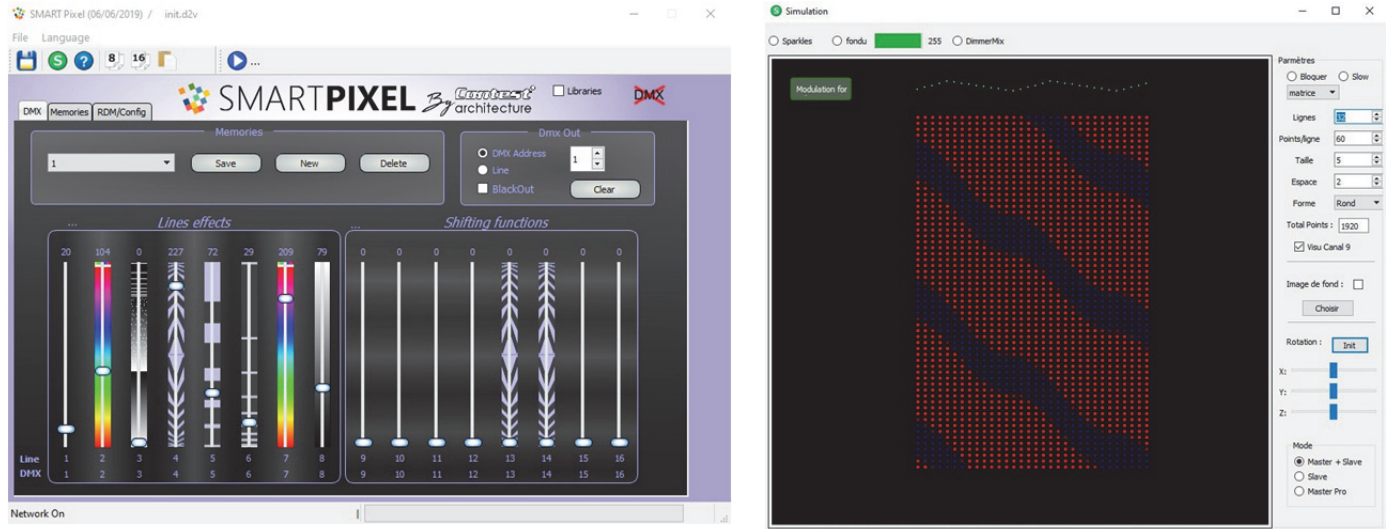 SMART Pixel (06/06/2019) / init.d2v
File Language
8 16 ...
SMARTPIXEL By Contest architecture
Libraries
DMX
DMX Memories RDM/Config
Memories
1
Save New Delete
Dmx Out
DMX Address 1
Line
BlackOut Clear
... Lines effects
20 104 0 227 72 29 209 79
Line 1 2 3 4 5 6 7 8
DMX 1 2 3 4 5 6 7 8
... Shifting functions
0 0 0 0 0 0 0 0
9 10 11 12 13 14 15 16
9 10 11 12 13 14 15 16
Network On
S Simulation
Sparkles fondu 255 DimmerMix
Modulation for
Parmètres
Bloquer Slow
matrice
Lignes 32
Points/ligne 60
Taille 5
Espace 2
Forme Rond
Total Points : 1920
Visu Canal 9
Image de fond :
Choisir
Rotation : Init
X:
Y:
Z:
Mode
Master + Slave
Slave
Master Pro